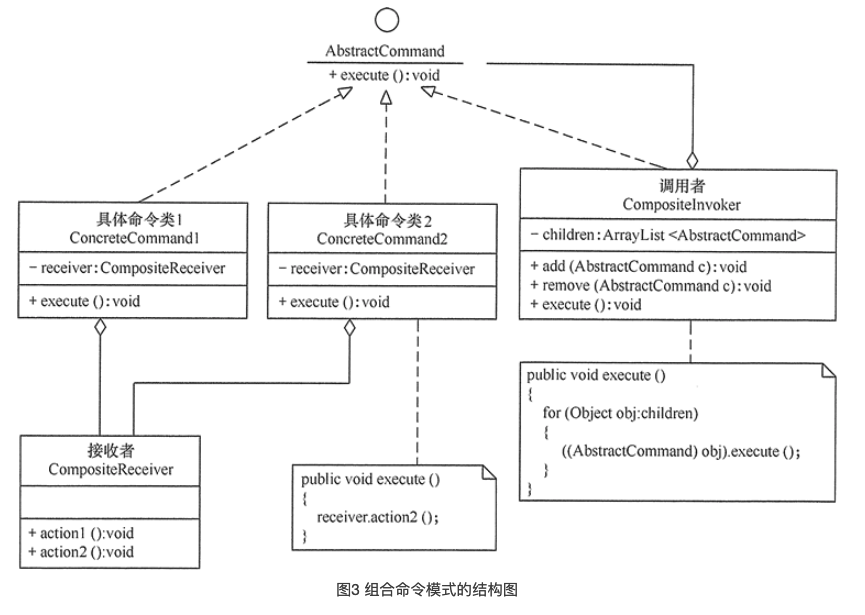 AbstractCommand
+ execute () : void
具体命令类1
ConcreteCommand1
− receiver : CompositeReceiver
+ execute () : void
具体命令类2
ConcreteCommand2
− receiver : CompositeReceiver
+ execute () : void
调用者
CompositeInvoker
− children : ArrayList <AbstractCommand>
+ add (AbstractCommand c) : void
+ remove (AbstractCommand c) : void
+ execute () : void
接收者
CompositeReceiver
+ action1 ():void
+ action2 ():void
public void execute ()
{
receiver.action2 ();
}
public void execute ()
{
for (Object obj:children)
{
((AbstractCommand) obj).execute ();
}
}
图3 组合命令模式的结构图